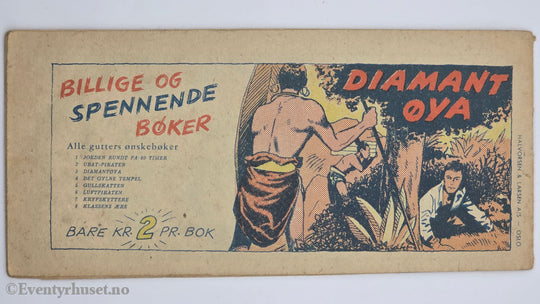 BILLIGE OG
SPENNENDE
BØKER
Alle gutters ønskebøker
1 JORDEN RUNDT PÅ 60 TIMER
2 UBÅT-PIRATEN
3 DIAMANTØYA
4 DET GYLNE TEMPEL
5 GULLSKATTEN
6 LUFTPIRATEN
7 KRYPSKYTTERE
8 KLASSENS ÆRE
BARE KR. 2 PR. BOK
DIAMANT
ØYA
HALVORSEN & LARSEN A.S - OSLO
© Eventyrhuset.no